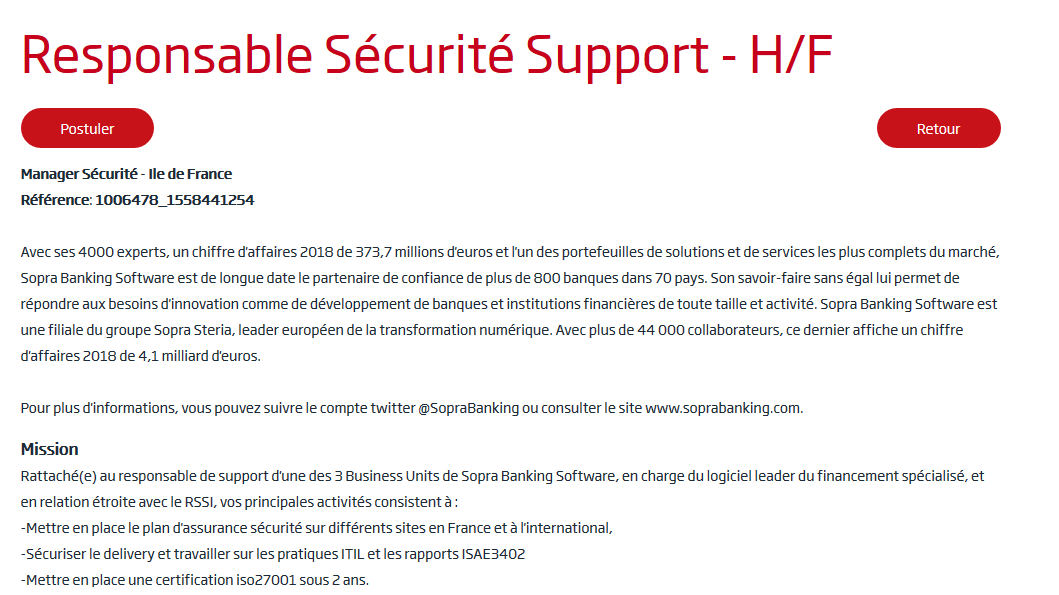 Responsable Sécurité Support - H/F
Postuler
Retour
Manager Sécurité - Ile de France
Référence: 1006478_1558441254
Avec ses 4000 experts, un chiffre d'affaires 2018 de 373,7 millions d'euros et l'un des portefeuilles de solutions et de services les plus complets du marché,
Sopra Banking Software est de longue date le partenaire de confiance de plus de 800 banques dans 70 pays. Son savoir-faire sans égal lui permet de
répondre aux besoins d'innovation comme de développement de banques et institutions financières de toute taille et activité. Sopra Banking Software est
une filiale du groupe Sopra Steria, leader européen de la transformation numérique. Avec plus de 44 000 collaborateurs, ce dernier affiche un chiffre
d'affaires 2018 de 4,1 milliard d'euros.
Pour plus d'informations, vous pouvez suivre le compte twitter @SopraBanking ou consulter le site www.soprabanking.com.
Mission
Rattaché(e) au responsable de support d'une des 3 Business Units de Sopra Banking Software, en charge du logiciel leader du financement spécialisé, et
en relation étroite avec le RSSI, vos principales activités consistent à :
-Mettre en place le plan d'assurance sécurité sur différents sites en France et à l'international,
-Sécuriser le delivery et travailler sur les pratiques ITIL et les rapports ISAE3402
-Mettre en place une certification iso27001 sous 2 ans.